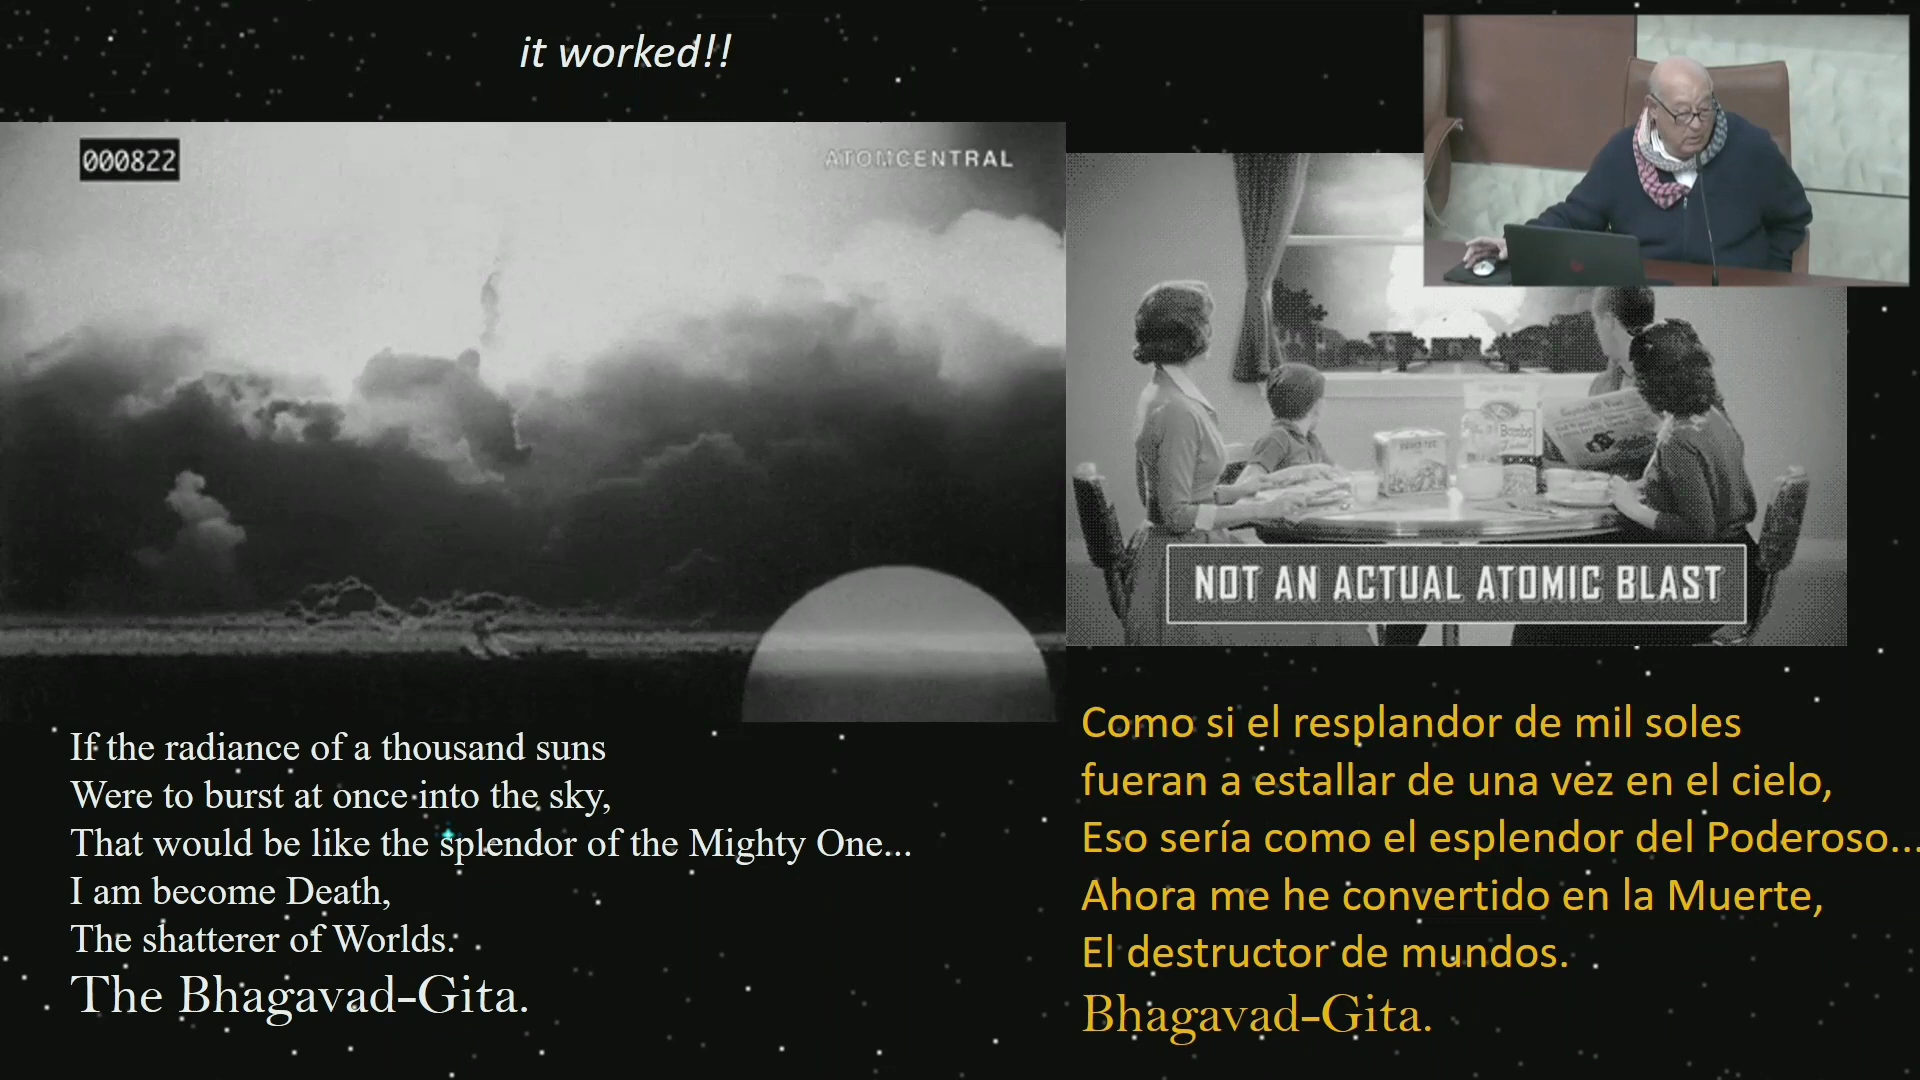 it worked!!
000822
ATOMCENTRAL
Bombs
NOT AN ACTUAL ATOMIC BLAST
If the radiance of a thousand suns
Were to burst at once into the sky,
That would be like the splendor of the Mighty One...
I am become Death,
The shatterer of Worlds.
The Bhagavad-Gita.
Como si el resplandor de mil soles
fueran a estallar de una vez en el cielo,
Eso sería como el esplendor del Poderoso...
Ahora me he convertido en la Muerte,
El destructor de mundos.
Bhagavad-Gita.